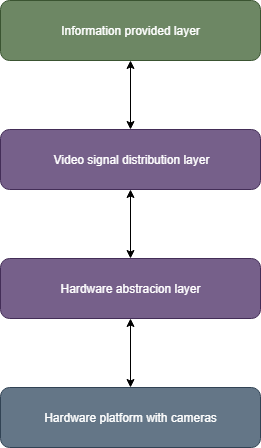 Information provided layer
Video signal distribution layer
Hardware abstracion layer
Hardware platform with cameras